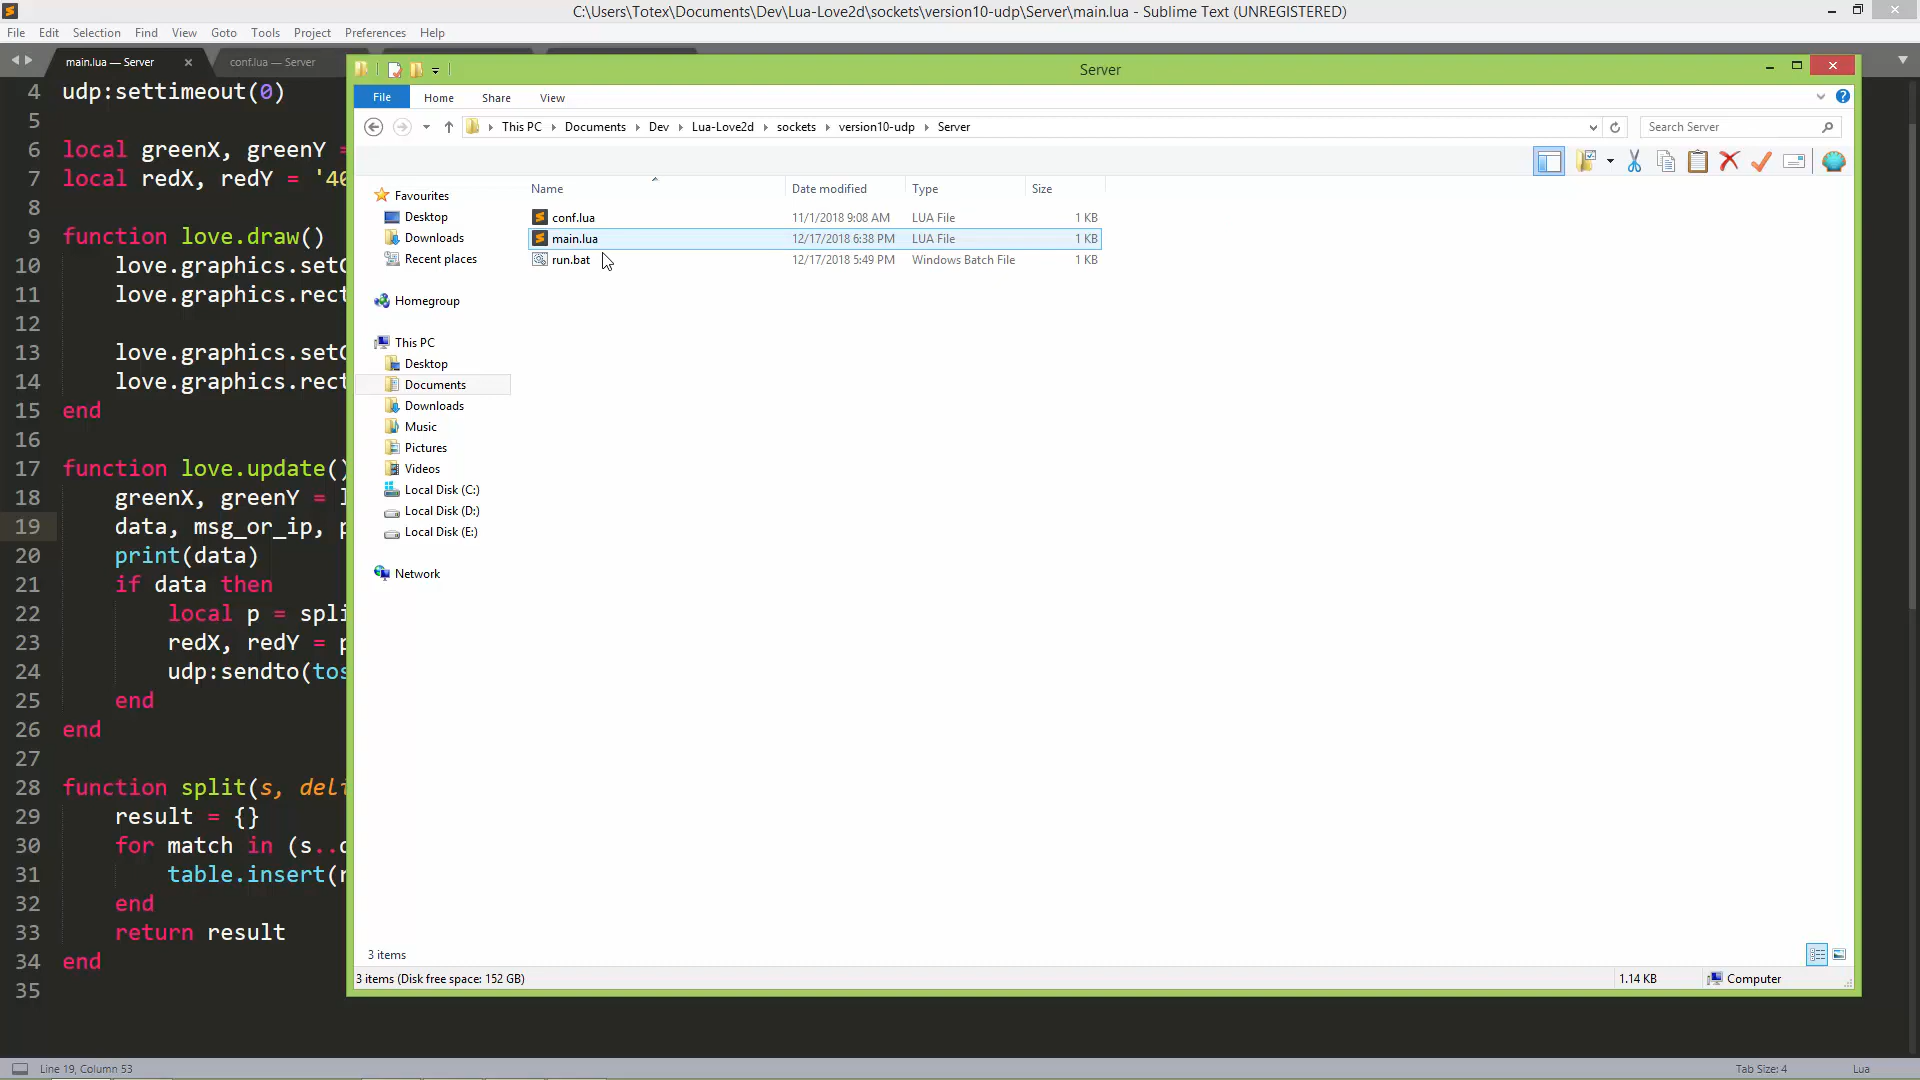 C:\Users\Totex\Documents\Dev\Lua-Love2d\sockets\version10-udp\Server\main.lua - Sublime Text (UNREGISTERED)
File Edit Selection Find View Goto Tools Project Preferences Help
main.lua — Server
conf.lua — Server
4 udp:settimeout(0)
5
6 local greenX, greenY =
7 local redX, redY = '40
8
9 function love.draw()
10 love.graphics.setC
11 love.graphics.rect
12
13 love.graphics.setC
14 love.graphics.rect
15 end
16
17 function love.update()
18 greenX, greenY = l
19 data, msg_or_ip, p
20 print(data)
21 if data then
22 local p = spli
23 redX, redY = p
24 udp:sendto(tos
25 end
26 end
27
28 function split(s, deli
29 result = {}
30 for match in (s..d
31 table.insert(r
32 end
33 return result
34 end
35
Line 19, Column 53
Tab Size: 4
Lua
Server
File Home Share View
This PC Documents Dev Lua-Love2d sockets version10-udp Server
Search Server
Favourites
Desktop
Downloads
Recent places
Homegroup
This PC
Desktop
Documents
Downloads
Music
Pictures
Videos
Local Disk (C:)
Local Disk (D:)
Local Disk (E:)
Network
Name Date modified Type Size
conf.lua 11/1/2018 9:08 AM LUA File 1 KB
main.lua 12/17/2018 6:38 PM LUA File 1 KB
run.bat 12/17/2018 5:49 PM Windows Batch File 1 KB
3 items
3 items (Disk free space: 152 GB)
1.14 KB
Computer